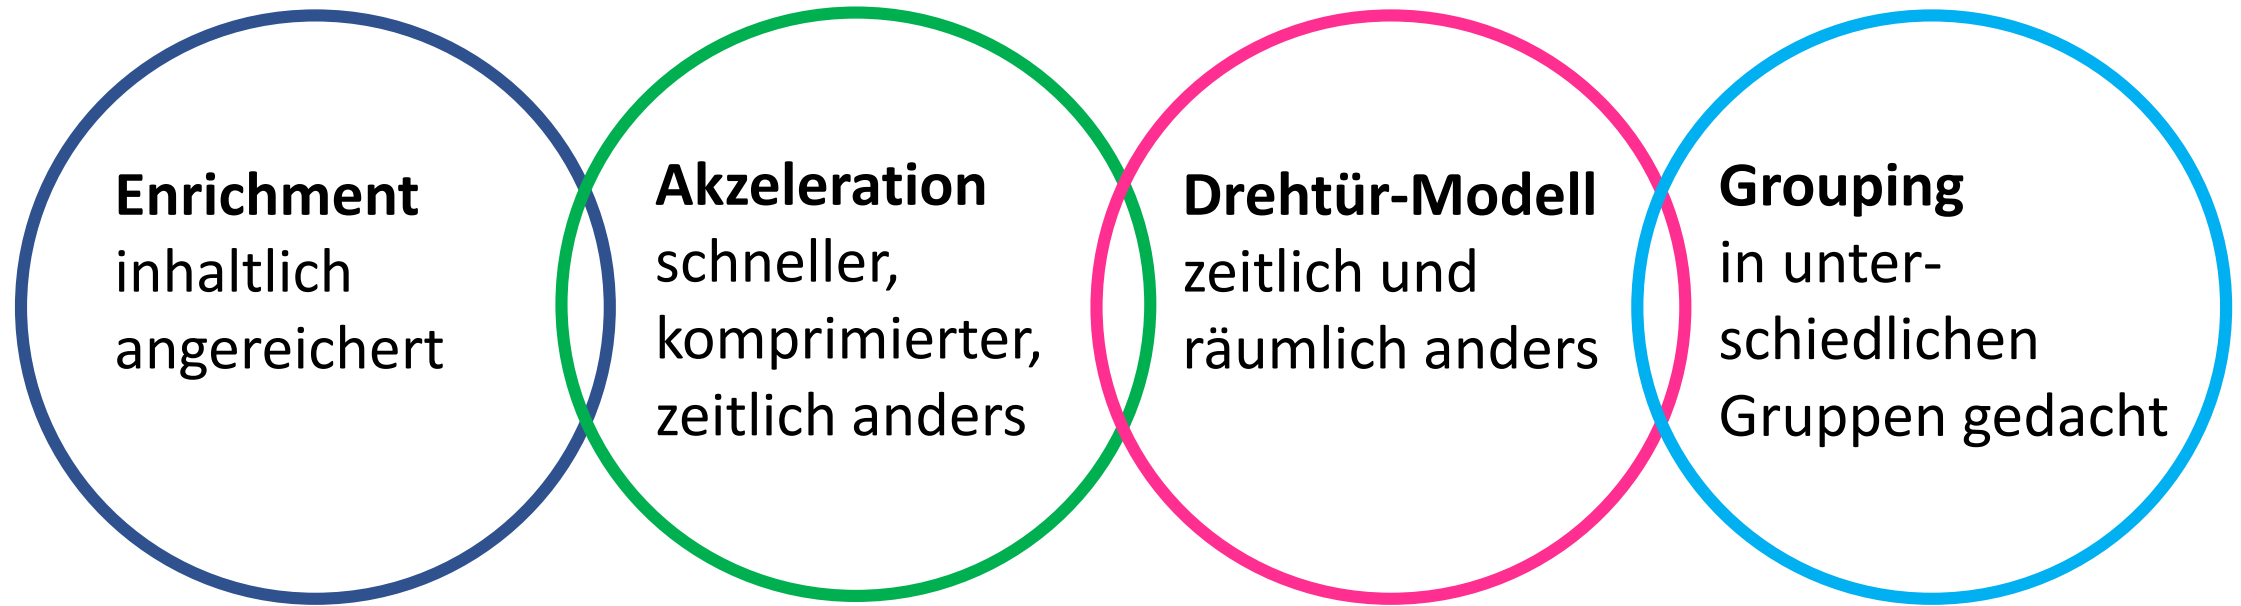 Enrichment
inhaltlich
angereichert
Akzeleration
schneller,
komprimierter,
zeitlich anders
Drehtür-Modell
zeitlich und
räumlich anders
Grouping
in unter-
schiedlichen
Gruppen gedacht